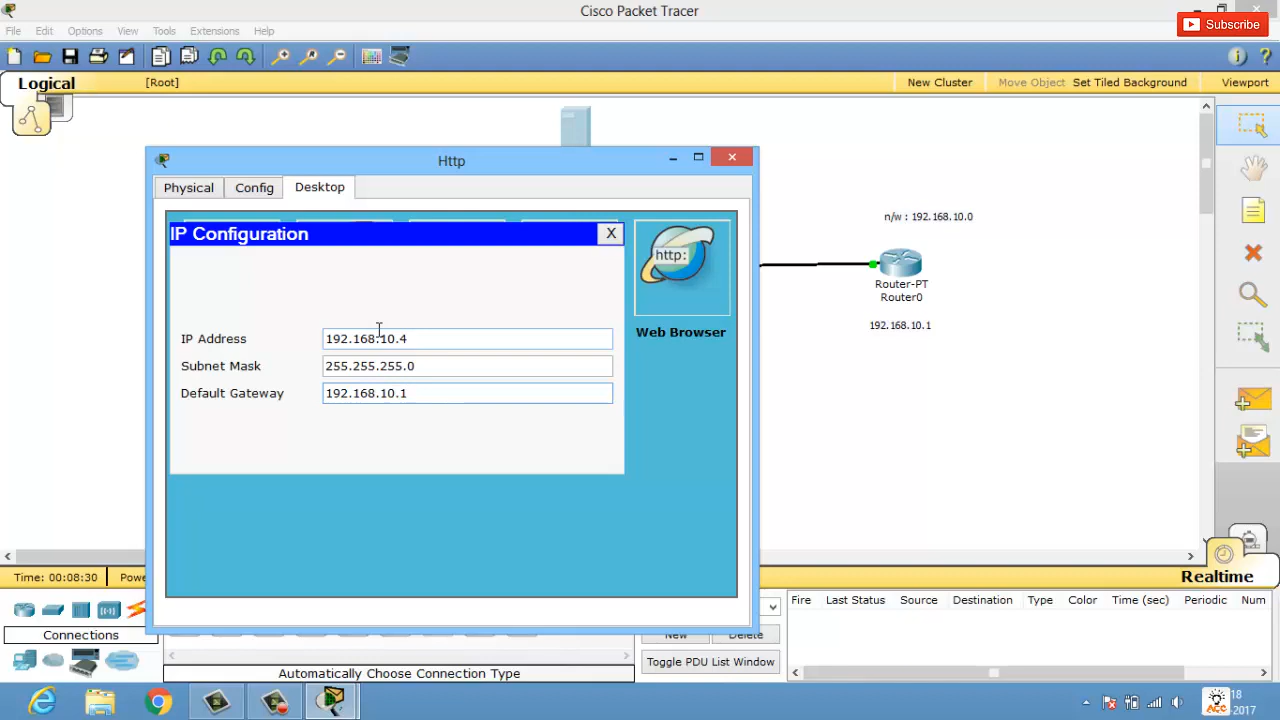 Cisco Packet Tracer
File Edit Options View Tools Extensions Help
Subscribe
Logical
[Root]
New Cluster
Move Object
Set Tiled Background
Viewport
Http
Physical
Config
Desktop
IP Configuration
X
http:
Web Browser
IP Address
192.168.10.4
Subnet Mask
255.255.255.0
Default Gateway
192.168.10.1
n/w : 192.168.10.0
Router-PT
Router0
192.168.10.1
Time: 00:08:30
Realtime
Connections
Automatically Choose Connection Type
New
Delete
Toggle PDU List Window
Fire Last Status Source Destination Type Color Time (sec) Periodic Num
ACC
18
-2017